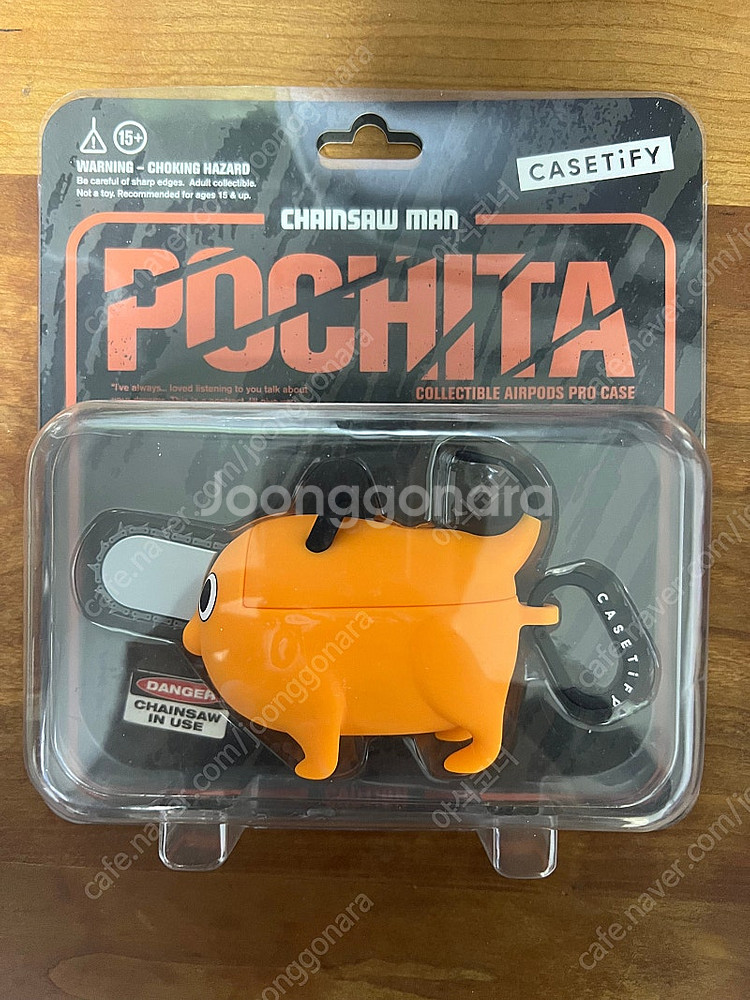 15+
WARNING – CHOKING HAZARD
Be careful of sharp edges. Adult collectible.
Not a toy. Recommended for ages 15 & up.
CASETiFY
CHAINSAW MAN
POCHITA
"I've always... loved listening to you talk about
COLLECTIBLE AIRPODS PRO CASE
Joonggonara
CASETiFY
DANGER
CHAINSAW
IN USE